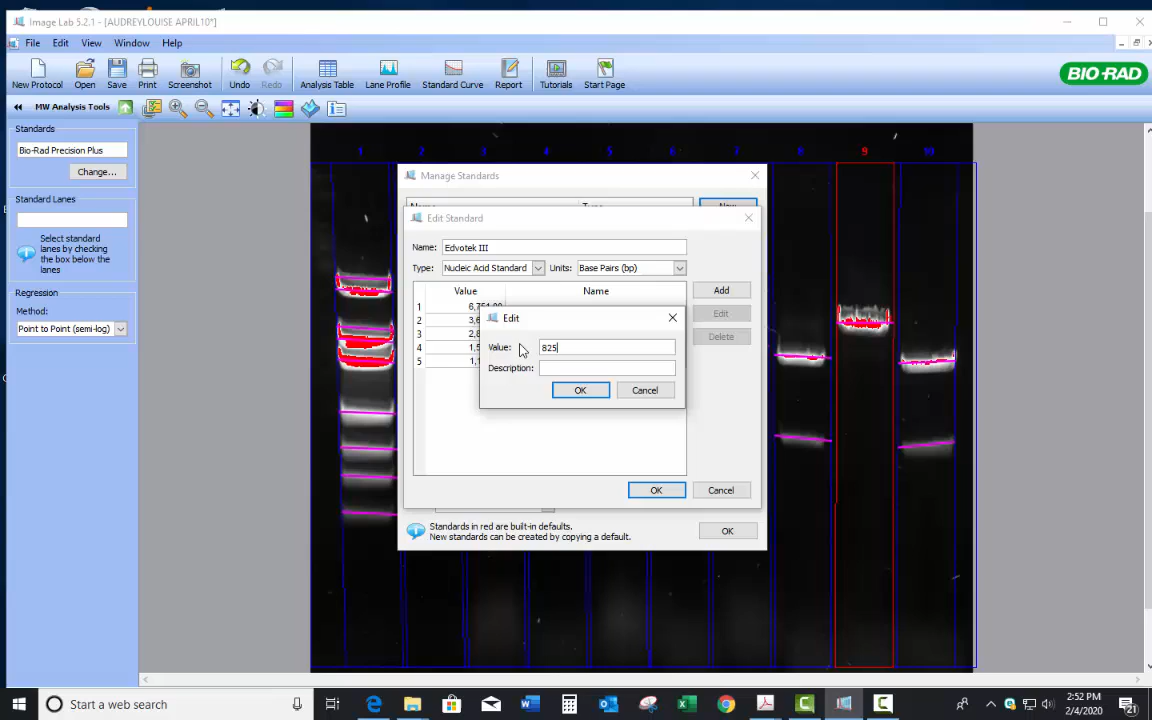 Image Lab 5.2.1 - [AUDREYLOUISE APRIL10*]
File Edit View Window Help
New Protocol Open Save Print Screenshot Undo Redo Analysis Table Lane Profile Standard Curve Report Tutorials Start Page
BIO-RAD
MW Analysis Tools
Standards
Bio-Rad Precision Plus
Change...
Standard Lanes
Select standard
lanes by checking
the box below the
lanes
Regression
Method:
Point to Point (semi-log)
1 2 3 4 5 6 7 8 9 10
Manage Standards
Name Type New
Edit Standard
Name: Edvotek III
Type: Nucleic Acid Standard Units: Base Pairs (bp)
Value Name
Add
Edit
Delete
1
2
3
4
5
Edit
Value: 825
Description:
OK Cancel
OK Cancel
Standards in red are built-in defaults.
New standards can be created by copying a default.
OK
Start a web search
2:52 PM
2/4/2020
21